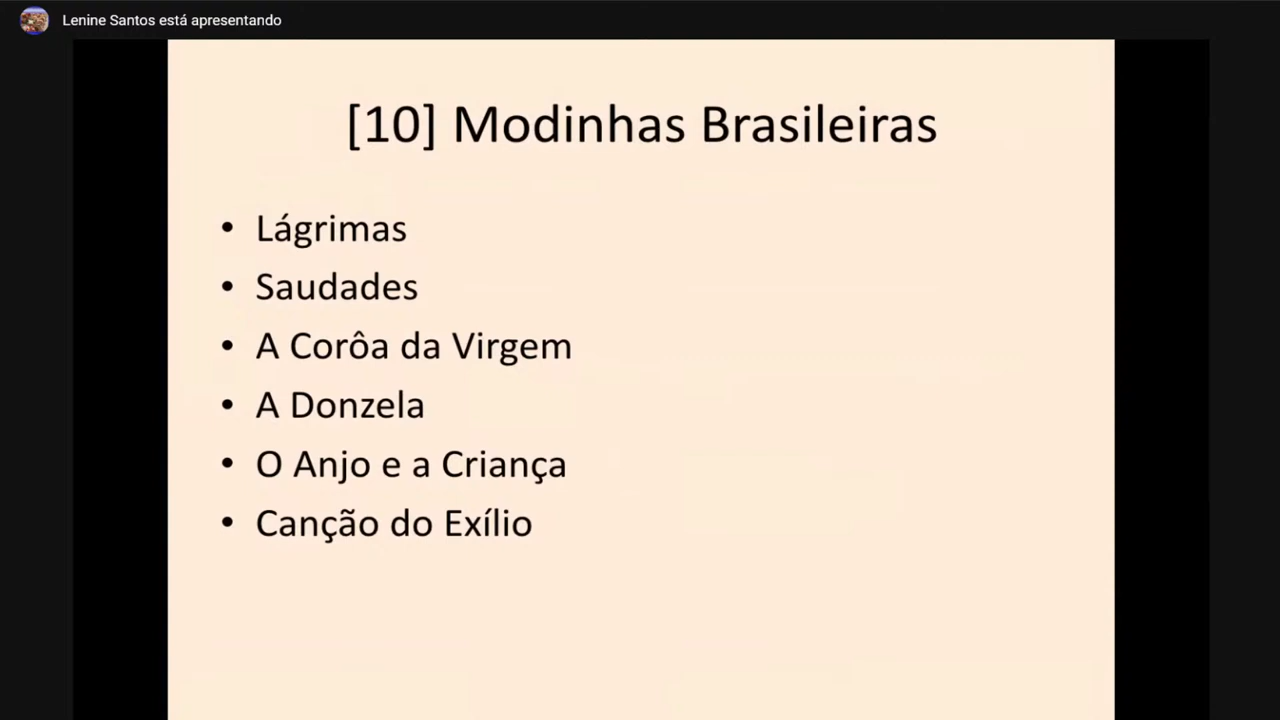 Lenine Santos está apresentando
[10] Modinhas Brasileiras
• Lágrimas
• Saudades
• A Corôa da Virgem
• A Donzela
• O Anjo e a Criança
• Canção do Exílio